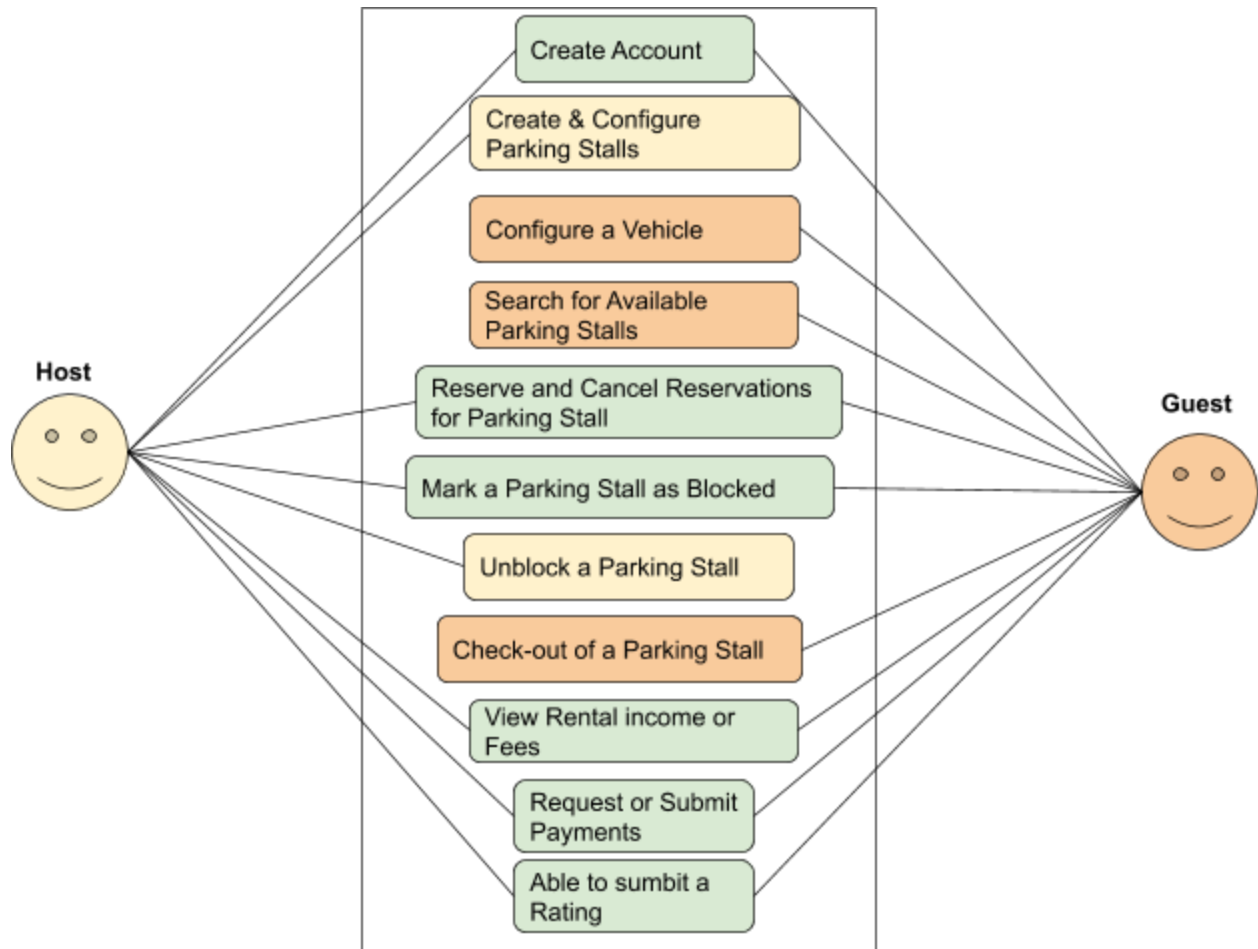 Create Account
Create & Configure
Parking Stalls
Configure a Vehicle
Search for Available
Parking Stalls
Host
Reserve and Cancel Reservations
for Parking Stall
Guest
Mark a Parking Stall as Blocked
Unblock a Parking Stall
Check-out of a Parking Stall
View Rental income or
Fees
Request or Submit
Payments
Able to sumbit a
Rating